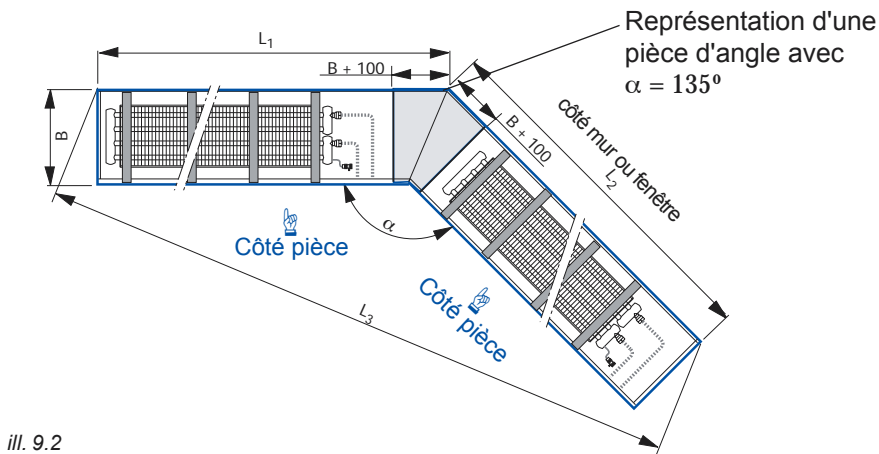 L1
B + 100
Représentation d'une
pièce d'angle avec
α = 135⁰
B
B + 100
côté mur ou fenêtre
L2
α
Côté pièce
Côté pièce
L3
ill. 9.2